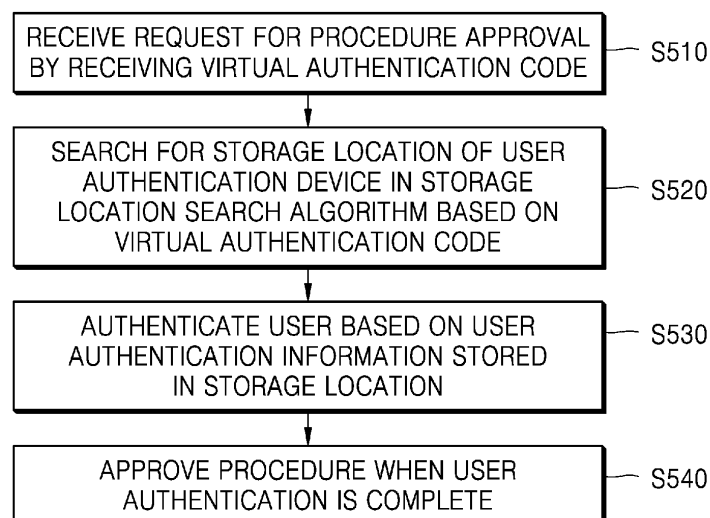 RECEIVE REQUEST FOR PROCEDURE APPROVAL
BY RECEIVING VIRTUAL AUTHENTICATION CODE
S510
SEARCH FOR STORAGE LOCATION OF USER
AUTHENTICATION DEVICE IN STORAGE
LOCATION SEARCH ALGORITHM BASED ON
VIRTUAL AUTHENTICATION CODE
S520
AUTHENTICATE USER BASED ON USER
AUTHENTICATION INFORMATION STORED
IN STORAGE LOCATION
S530
APPROVE PROCEDURE WHEN USER
AUTHENTICATION IS COMPLETE
S540